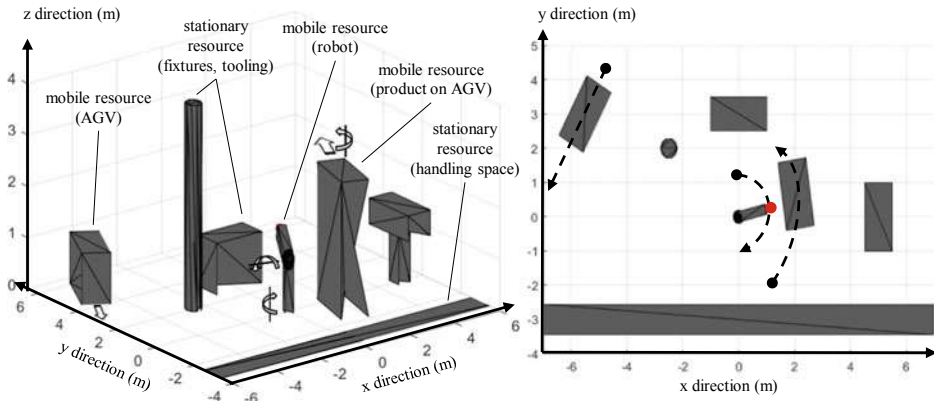 z direction (m)
stationary
resource
(fixtures, tooling)
mobile resource
(robot)
mobile resource
(product on AGV)
stationary
resource
(handling space)
mobile resource
(AGV)
4
3
2
1
0
6
4
2
0
-2
-4
y direction (m)
-6
-4
-2
0
2
4
6
x direction (m)
y direction (m)
5
4
3
2
1
0
-1
-2
-3
-4
-6
-4
-2
0
2
4
6
x direction (m)